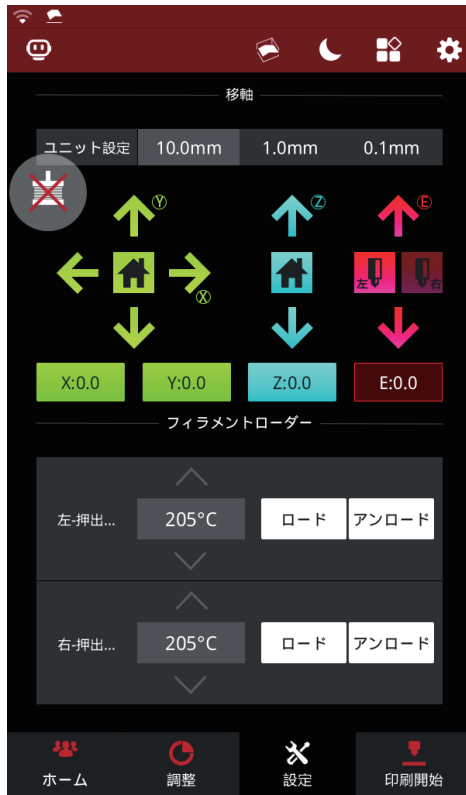 移軸
ユニット設定 10.0mm 1.0mm 0.1mm
Y Z E
左 右
X
X:0.0 Y:0.0 Z:0.0 E:0.0
フィラメントローダー
左-押出... 205°C ロード アンロード
右-押出... 205°C ロード アンロード
ホーム 調整 設定 印刷開始